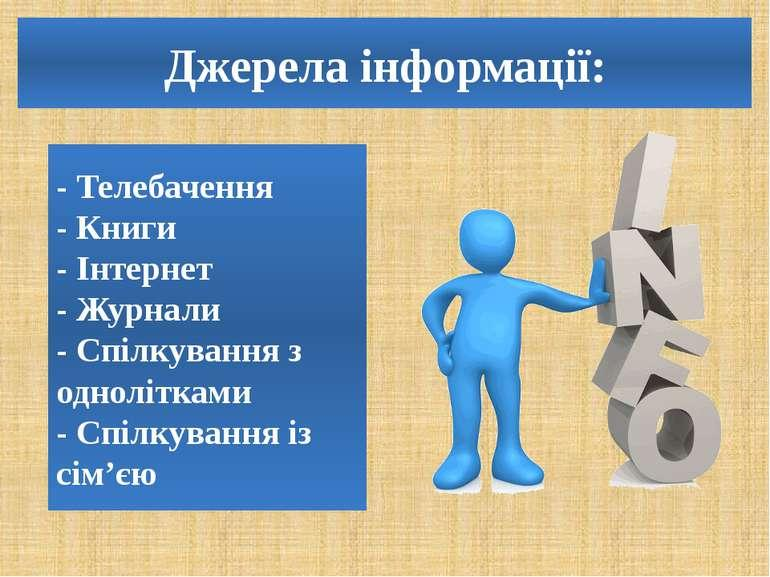 Джерела інформації:
- Телебачення
- Книги
- Інтернет
- Журнали
- Спілкування з
однолітками
- Спілкування із
сім’єю
INFO